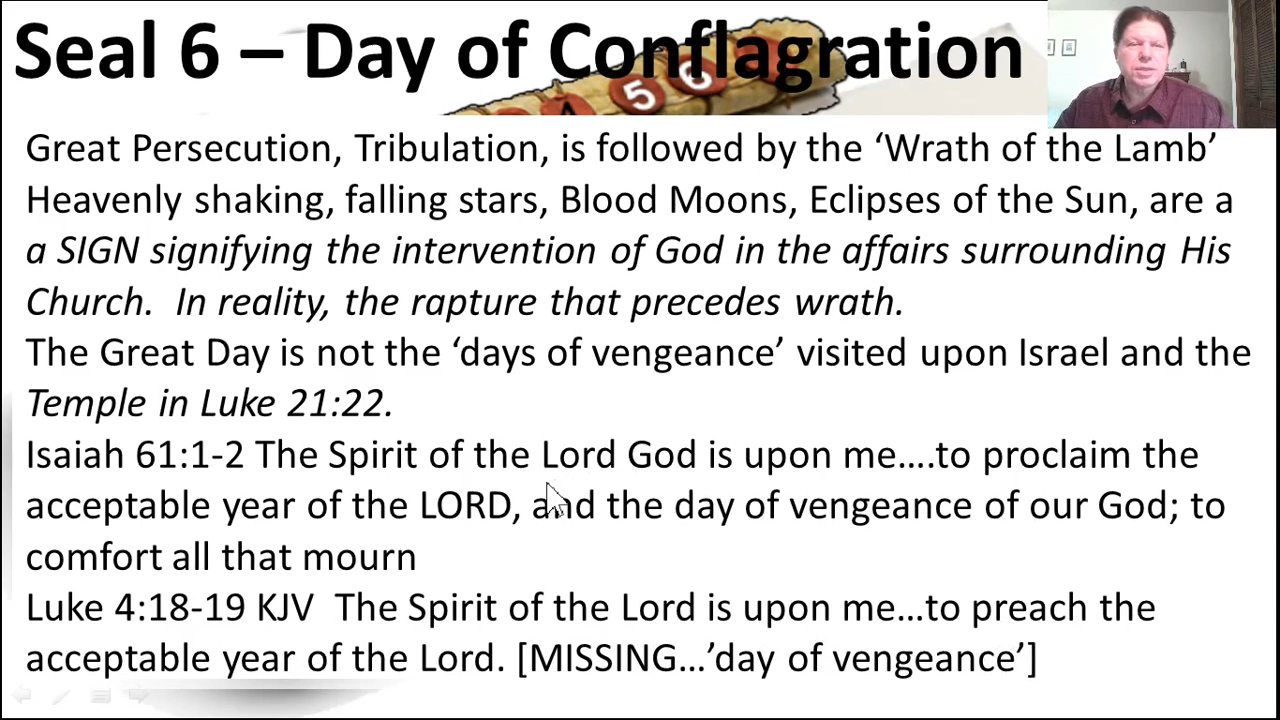 Seal 6 – Day of Conflagration
4 5 6
Great Persecution, Tribulation, is followed by the ‘Wrath of the Lamb’
Heavenly shaking, falling stars, Blood Moons, Eclipses of the Sun, are a
a SIGN signifying the intervention of God in the affairs surrounding His
Church. In reality, the rapture that precedes wrath.
The Great Day is not the ‘days of vengeance’ visited upon Israel and the
Temple in Luke 21:22.
Isaiah 61:1-2 The Spirit of the Lord God is upon me….to proclaim the
acceptable year of the LORD, and the day of vengeance of our God; to
comfort all that mourn
Luke 4:18-19 KJV The Spirit of the Lord is upon me…to preach the
acceptable year of the Lord. [MISSING…’day of vengeance’]